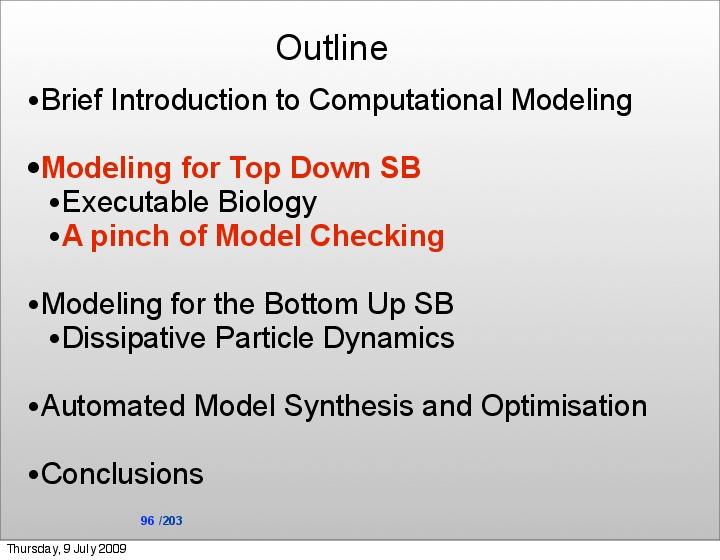 Outline
•Brief Introduction to Computational Modeling
•Modeling for Top Down SB
•Executable Biology
•A pinch of Model Checking
•Modeling for the Bottom Up SB
•Dissipative Particle Dynamics
•Automated Model Synthesis and Optimisation
•Conclusions
96 /203
Thursday, 9 July 2009